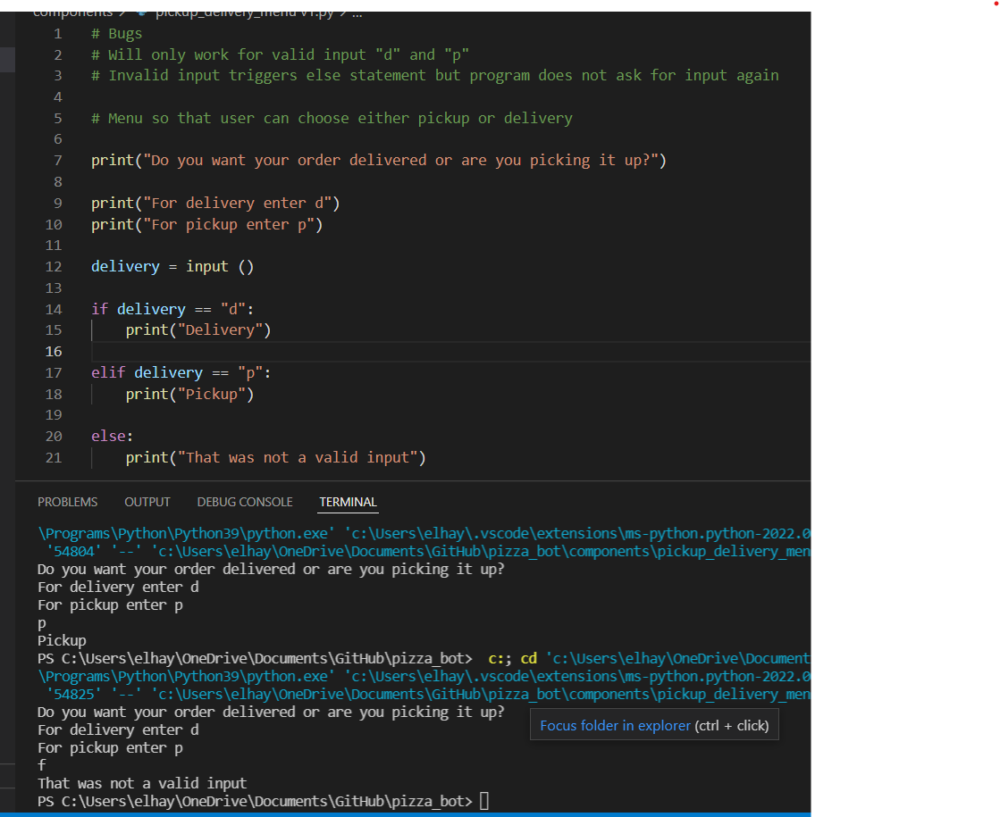 components > pickup_delivery_menu v1.py > ...
1 # Bugs
2 # Will only work for valid input "d" and "p"
3 # Invalid input triggers else statement but program does not ask for input again
4
5 # Menu so that user can choose either pickup or delivery
6
7 print("Do you want your order delivered or are you picking it up?")
8
9 print("For delivery enter d")
10 print("For pickup enter p")
11
12 delivery = input ()
13
14 if delivery == "d":
15     print("Delivery")
16
17 elif delivery == "p":
18     print("Pickup")
19
20 else:
21     print("That was not a valid input")
PROBLEMS OUTPUT DEBUG CONSOLE TERMINAL
\Programs\Python\Python39\python.exe' 'c:\Users\elhay\.vscode\extensions\ms-python.python-2022.0
 '54804' '--' 'c:\Users\elhay\OneDrive\Documents\GitHub\pizza_bot\components\pickup_delivery_men
Do you want your order delivered or are you picking it up?
For delivery enter d
For pickup enter p
p
Pickup
PS C:\Users\elhay\OneDrive\Documents\GitHub\pizza_bot>  c:; cd 'c:\Users\elhay\OneDrive\Document
\Programs\Python\Python39\python.exe' 'c:\Users\elhay\.vscode\extensions\ms-python.python-2022.0
 '54825' '--' 'c:\Users\elhay\OneDrive\Documents\GitHub\pizza_bot\components\pickup_delivery_men
Do you want your order delivered or are you picking it up?
Focus folder in explorer (ctrl + click)
For delivery enter d
For pickup enter p
f
That was not a valid input
PS C:\Users\elhay\OneDrive\Documents\GitHub\pizza_bot>